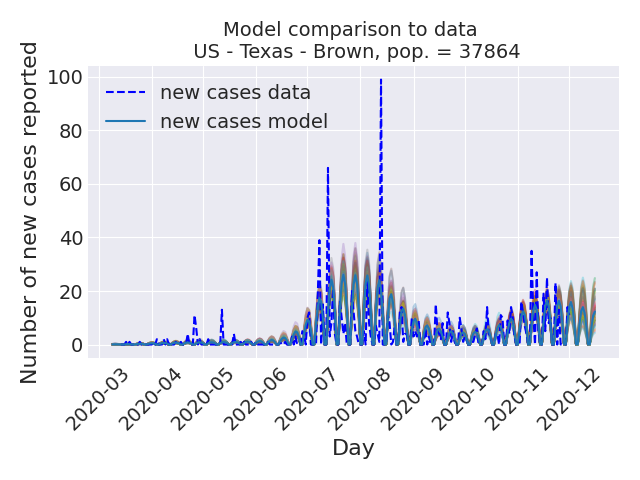 Model comparison to data
US - Texas - Brown, pop. = 37864
Number of new cases reported
100
80
60
40
20
0
new cases data
new cases model
2020-03
2020-04
2020-05
2020-06
2020-07
2020-08
2020-09
2020-10
2020-11
2020-12
Day